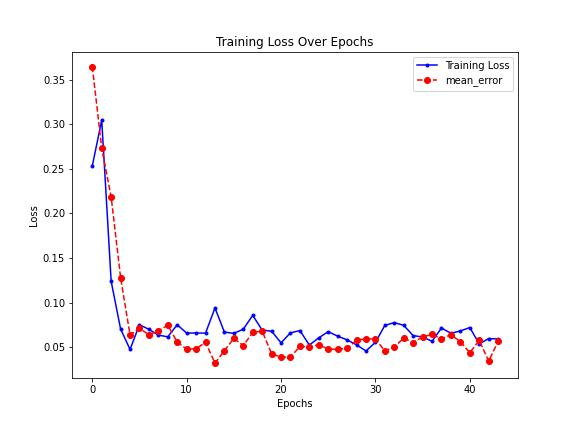 Training Loss Over Epochs
Training Loss
mean_error
Loss
0.35
0.30
0.25
0.20
0.15
0.10
0.05
0 10 20 30 40
Epochs